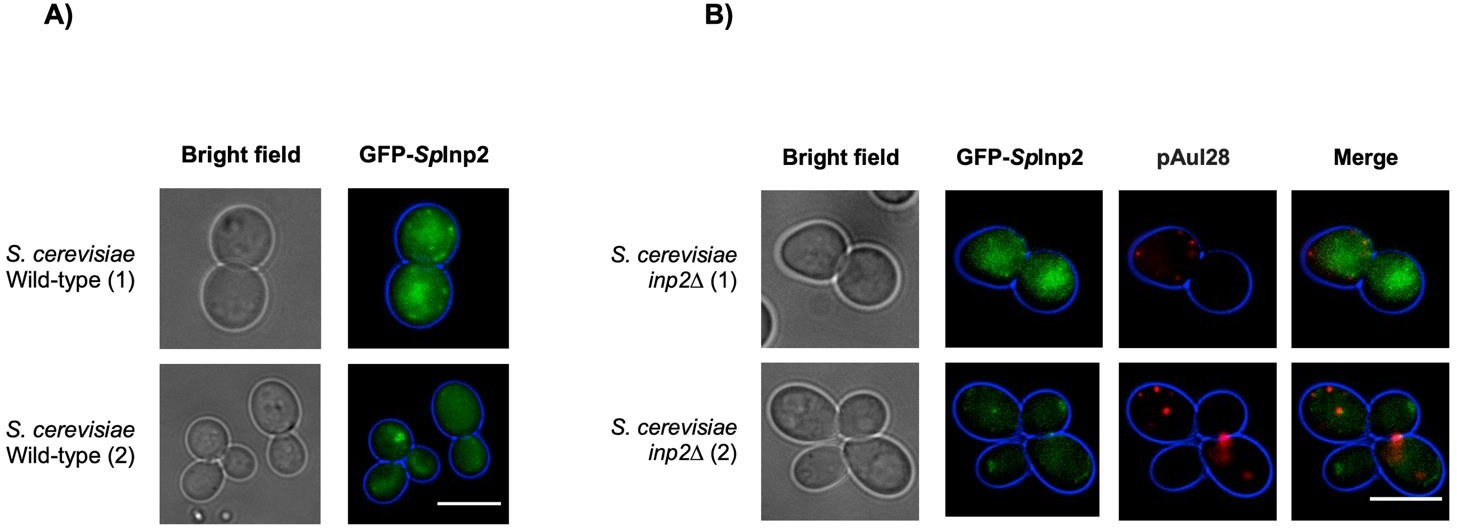 A)
B)
Bright field
GFP-SpInp2
Bright field
GFP-SpInp2
pAul28
Merge
S. cerevisiae
Wild-type (1)
S. cerevisiae
inp2Δ (1)
S. cerevisiae
Wild-type (2)
S. cerevisiae
inp2Δ (2)